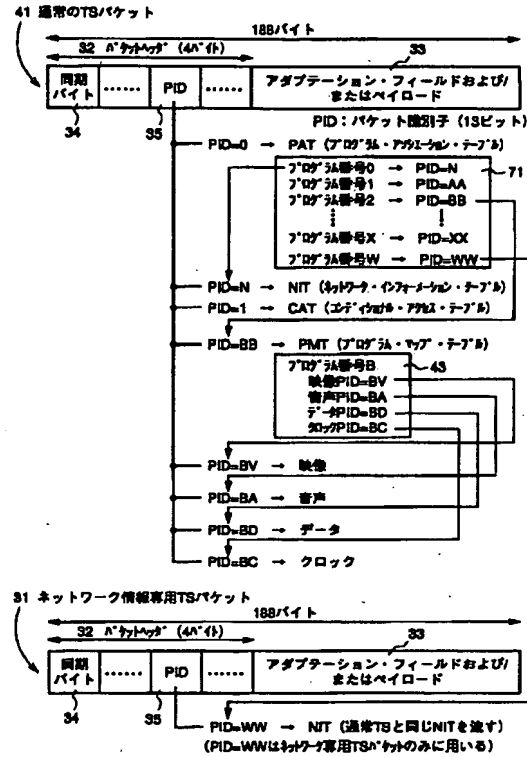 41 通常のTSパケット
188バイト
32 パケットヘッダ (4バイト)
33
同期バイト …… PID …… アダプテーション・フィールドおよび/またはペイロード
34
35
PID:パケット識別子 (13ビット)
PID=0 → PAT (プログラム・アソシエーション・テーブル)
プログラム番号0 → PID=N
71
プログラム番号1 → PID=AA
プログラム番号2 → PID=BB
プログラム番号X → PID=XX
プログラム番号W → PID=WW
PID=N → NIT (ネットワーク・インフォメーション・テーブル)
PID=1 → CAT (コンディショナル・アクセス・テーブル)
PID=BB → PMT (プログラム・マップ・テーブル)
プログラム番号B
43
映像PID=BV
音声PID=BA
データPID=BD
クロックPID=BC
PID=BV → 映像
PID=BA → 音声
PID=BD → データ
PID=BC → クロック
31 ネットワーク情報専用TSパケット
188バイト
32 パケットヘッダ (4バイト)
33
同期バイト …… PID …… アダプテーション・フィールドおよび/またはペイロード
34
35
PID=WW → NIT (通常TSと同じNITを流す)
(PID=WWはネットワーク専用TSパケットのみに用いる)